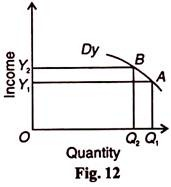 Dy
B
A
Income
Y₂
Y₁
O
Q₂ Q₁
Quantity
Fig. 12